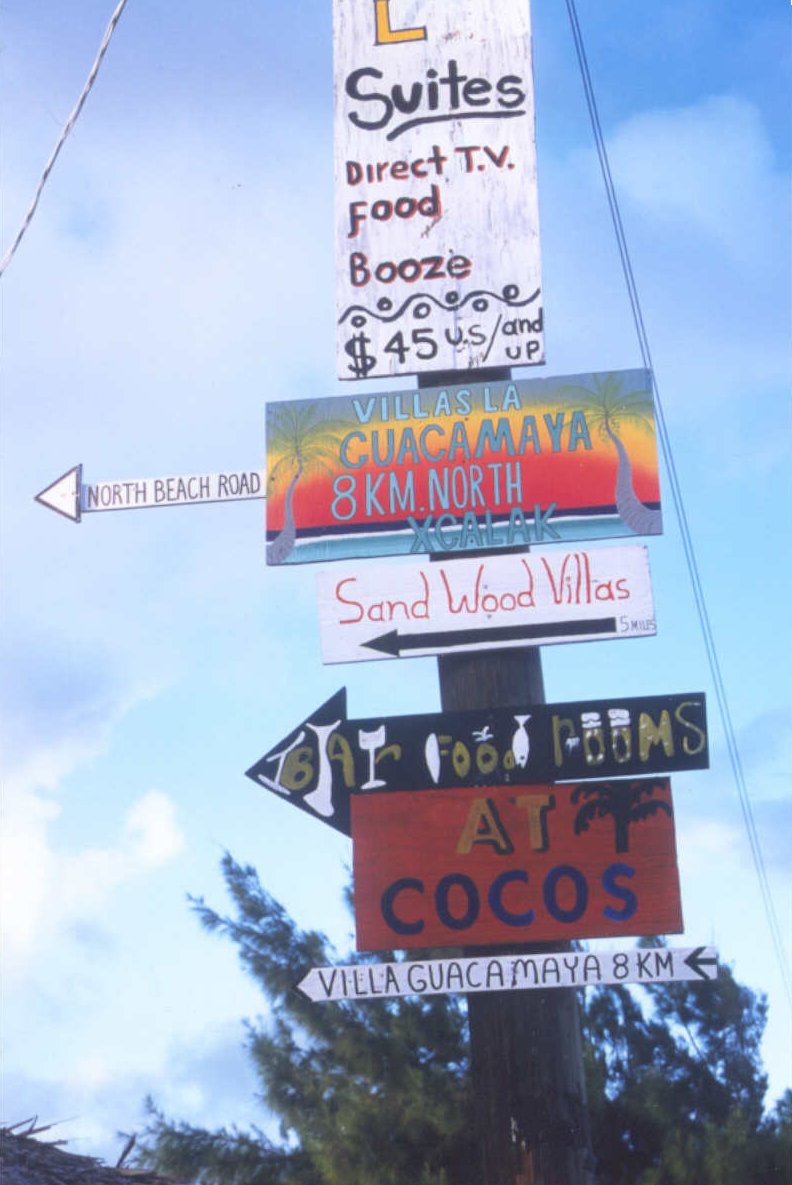 L
Suites
Direct T.V.
Food
Booze
$45 U.S/and UP
VILLAS LA
GUACAMAYA
8 KM. NORTH
XCALAK
NORTH BEACH ROAD
Sand Wood Villas
5 MILES
BAr Food rOOMS
AT
COCOS
VILLA GUACAMAYA 8 KM